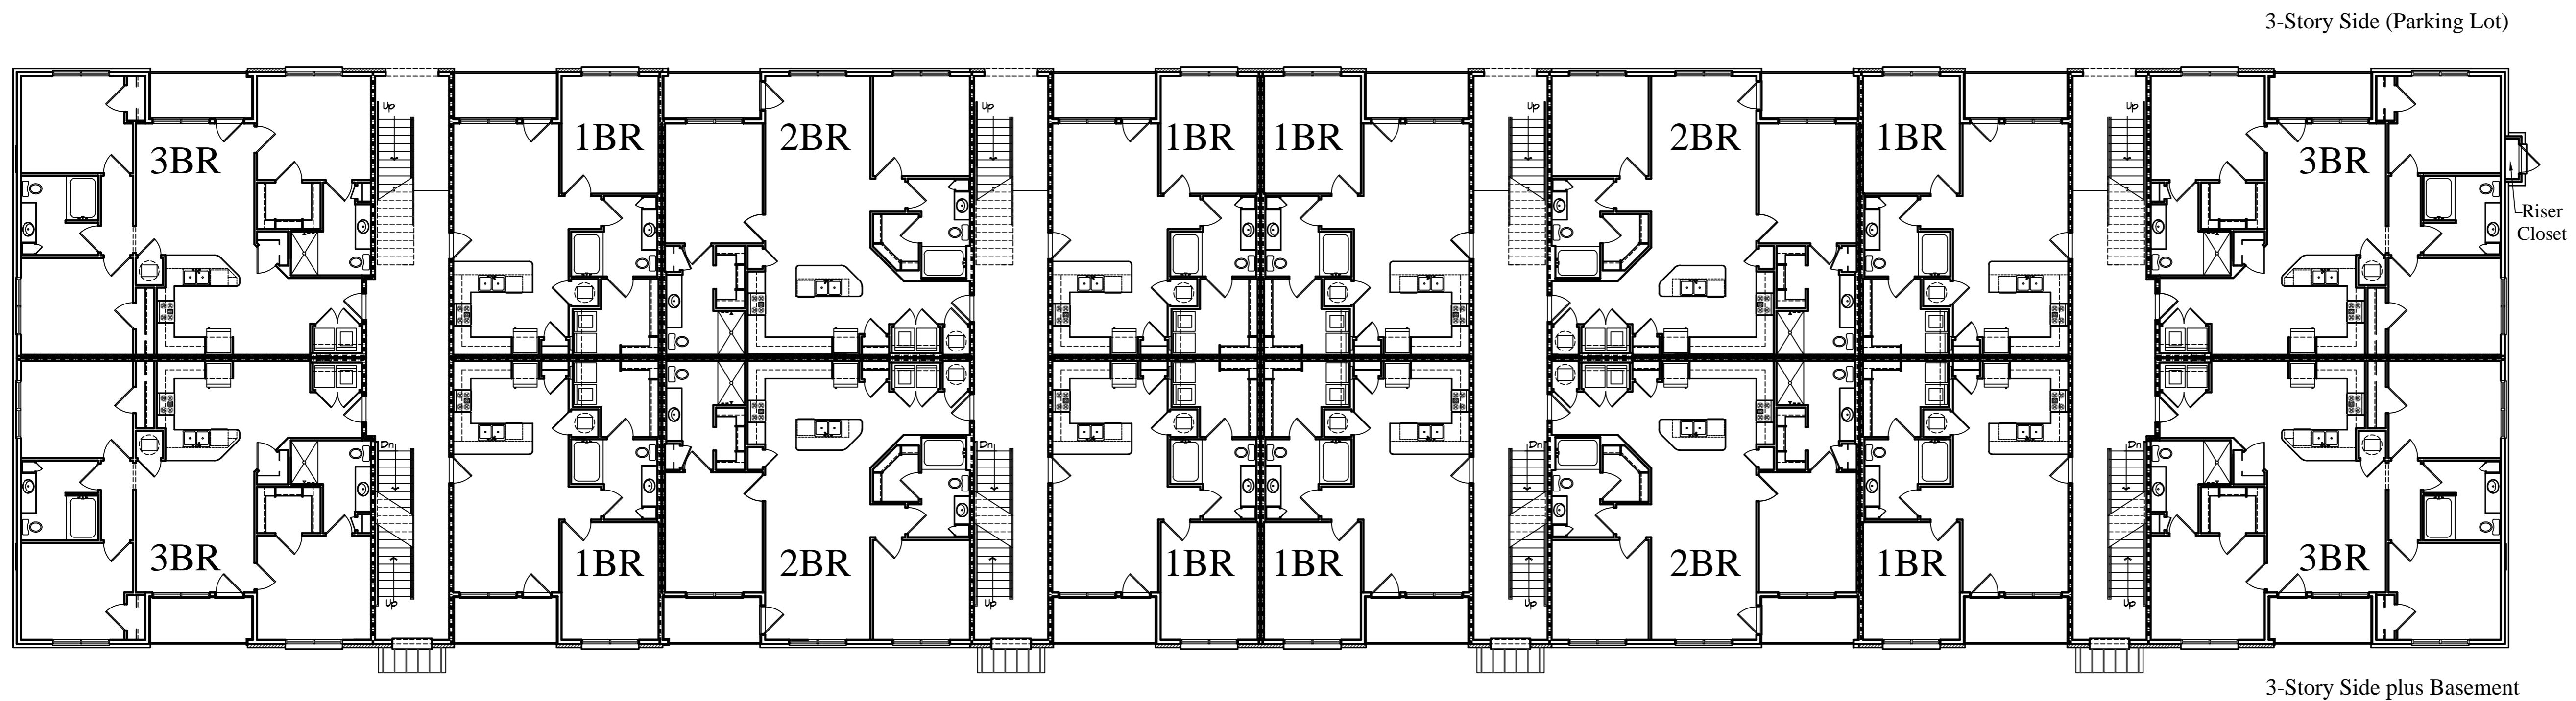 3-Story Side (Parking Lot)
Up Up Up Up
1BR 2BR 1BR 1BR 2BR 1BR
3BR 3BR
Riser
Closet
Dn Dn Dn Dn
3BR 1BR 2BR 1BR 1BR 2BR 1BR 3BR
Up Up Up Up
3-Story Side plus Basement